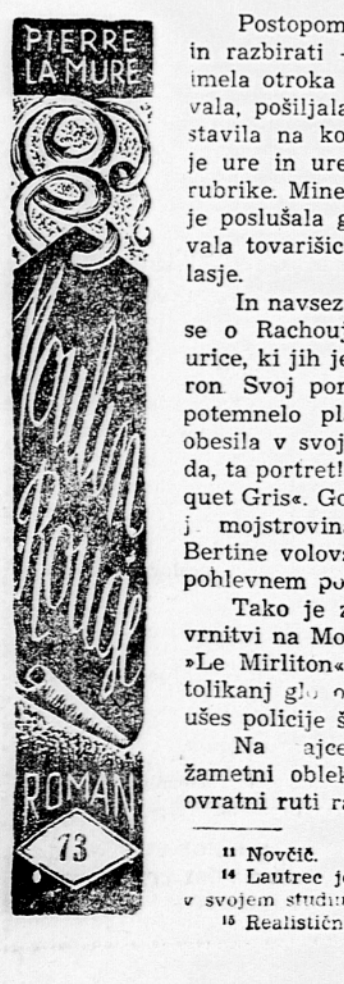 PIERRE
LA MURE
Moulin
Rouge
ROMAN
73
Postopom
in razbirati
imela otroka
vala, pošiljala
stavila na ko
je ure in ure
rubrike. Mine
je poslušala g
vala tovarišic
lasje.
In navsez
se o Rachouj
urice, ki jih je
ron Svoj por
potemnelo pl
obesila v svoj
da, ta portret!
quet Gris«. Go
j mojstrovina
Bertine volovs
pohlevnem po
Tako je z
vrnitvi na Mo
»Le Mirliton«
tolikanj
ušes policije š
Na ajce
žametni oblek
ovratni ruti ra
11 Novčič.
14 Lautrec je
v svojem studiu
15 Realističn